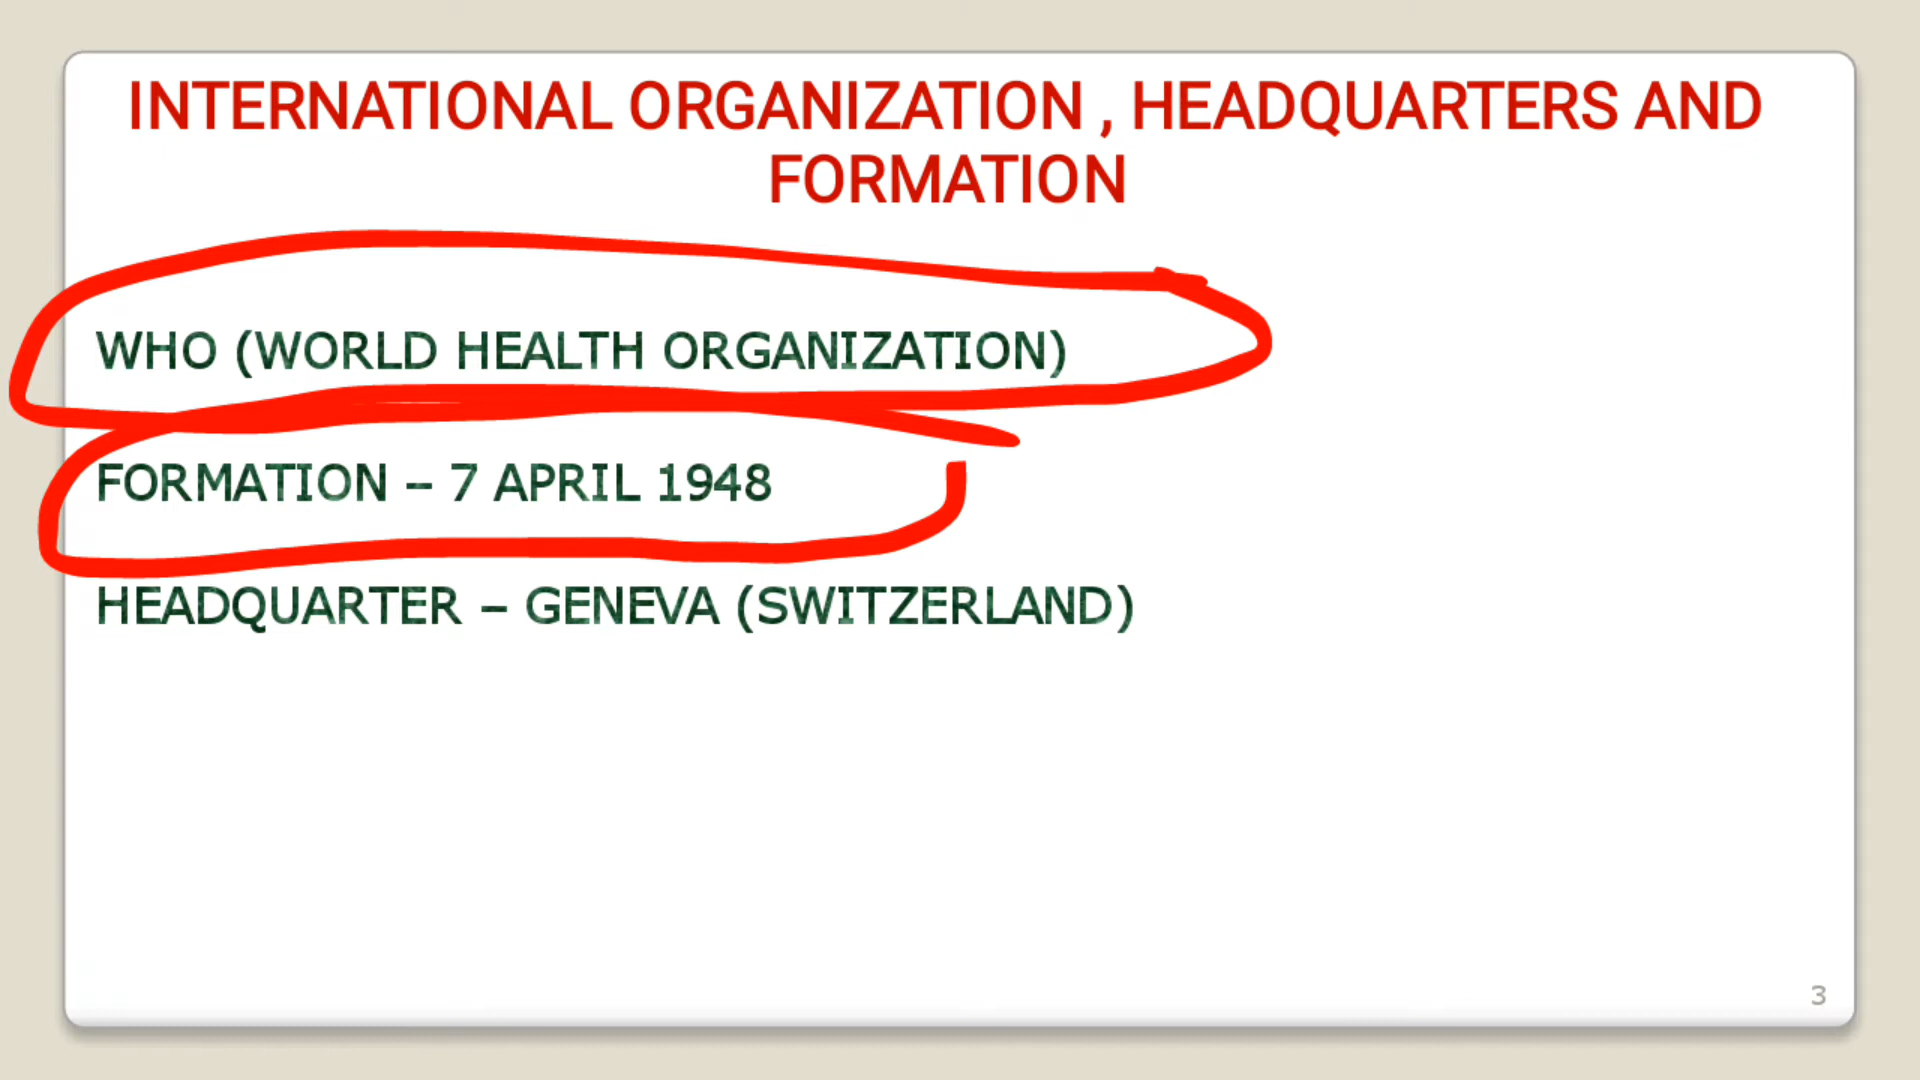 INTERNATIONAL ORGANIZATION , HEADQUARTERS AND
FORMATION
WHO (WORLD HEALTH ORGANIZATION)
FORMATION – 7 APRIL 1948
HEADQUARTER – GENEVA (SWITZERLAND)
3